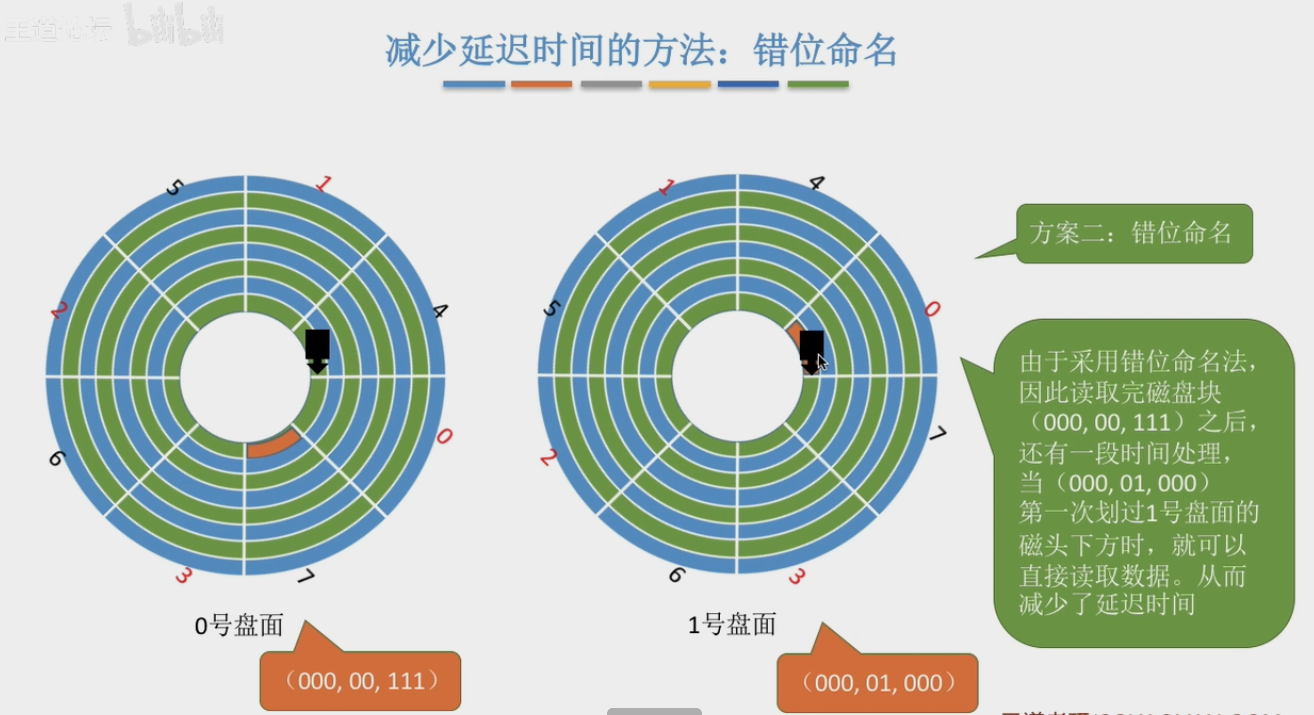 bilibili
减少延迟时间的方法：错位命名
5
1
2
4
6
0
3
7
0号盘面
（000, 00, 111）
1
4
5
0
2
7
6
3
1号盘面
（000, 01, 000）
方案二：错位命名
由于采用错位命名法，
因此读取完磁盘块
（000, 00, 111）之后，
还有一段时间处理，
当（000, 01, 000）
第一次划过1号盘面的
磁头下方时，就可以
直接读取数据。从而
减少了延迟时间